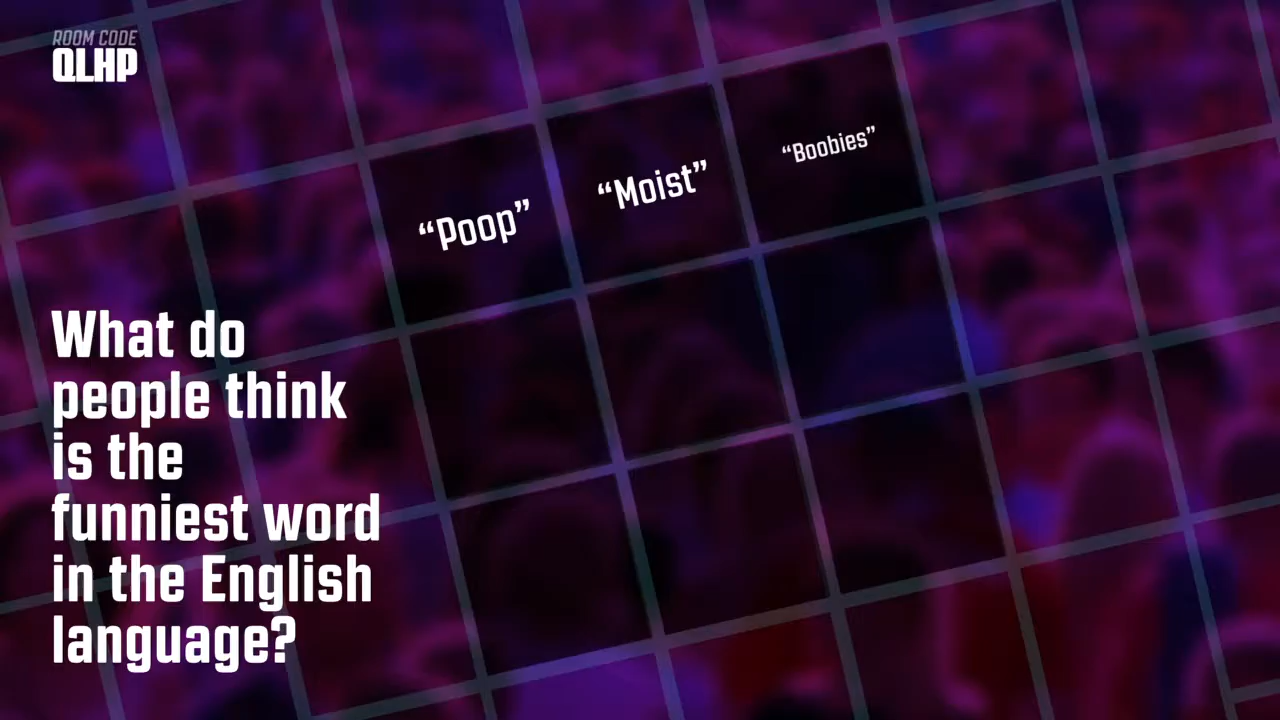 ROOM CODE
QLHP
“Poop”
“Moist”
“Boobies”
What do
people think
is the
funniest word
in the English
language?